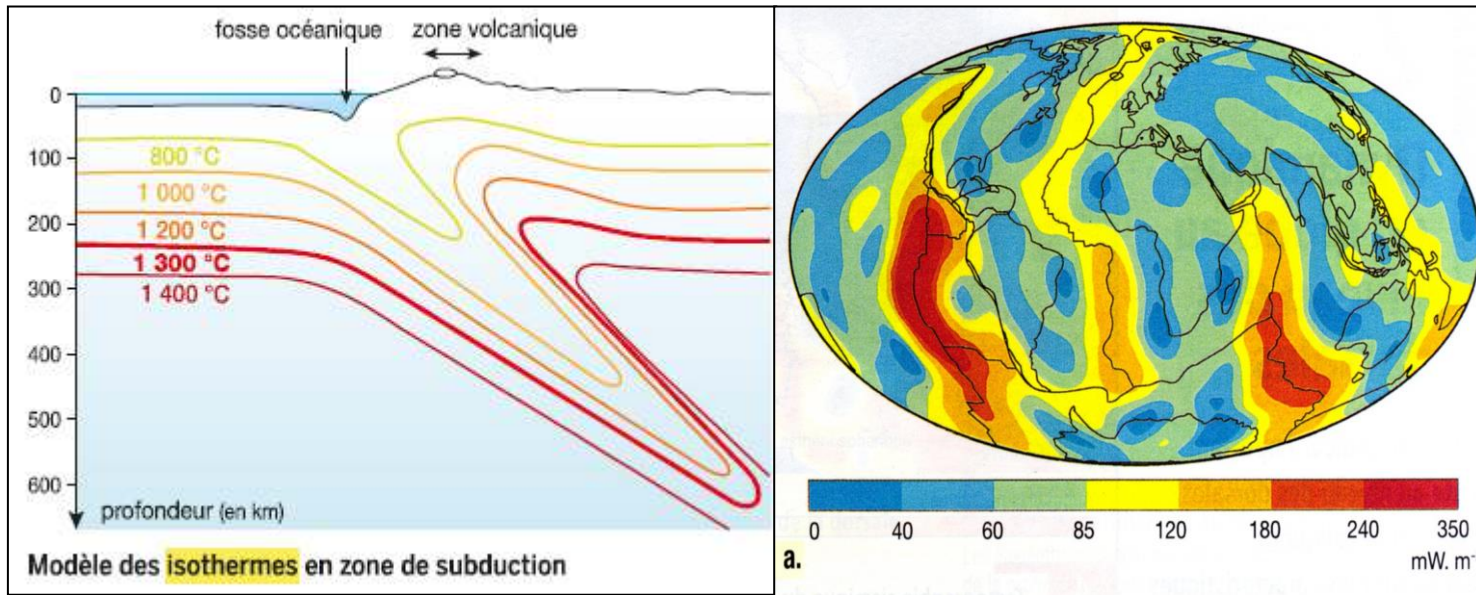 fosse océanique
zone volcanique
0
100
200
300
400
500
600
800 °C
1 000 °C
1 200 °C
1 300 °C
1 400 °C
profondeur (en km)
Modèle des isothermes en zone de subduction
0 40 60 85 120 180 240 350
a.
mW. m⁻